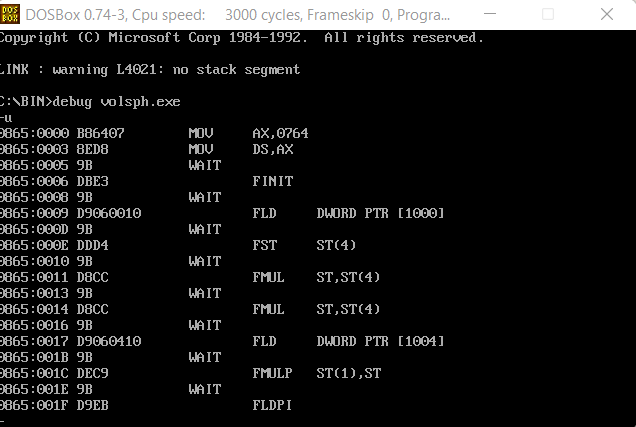 DOS BOX DOSBox 0.74-3, Cpu speed: 3000 cycles, Frameskip 0, Progra...
Copyright (C) Microsoft Corp 1984-1992. All rights reserved.
LINK : warning L4021: no stack segment
C:\BIN>debug volsph.exe
-u
0865:0000 B86407 MOV AX,0764
0865:0003 8ED8 MOV DS,AX
0865:0005 9B WAIT
0865:0006 DBE3 FINIT
0865:0008 9B WAIT
0865:0009 D9060010 FLD DWORD PTR [1000]
0865:000D 9B WAIT
0865:000E DDD4 FST ST(4)
0865:0010 9B WAIT
0865:0011 D8CC FMUL ST,ST(4)
0865:0013 9B WAIT
0865:0014 D8CC FMUL ST,ST(4)
0865:0016 9B WAIT
0865:0017 D9060410 FLD DWORD PTR [1004]
0865:001B 9B WAIT
0865:001C DEC9 FMULP ST(1),ST
0865:001E 9B WAIT
0865:001F D9EB FLDPI
-